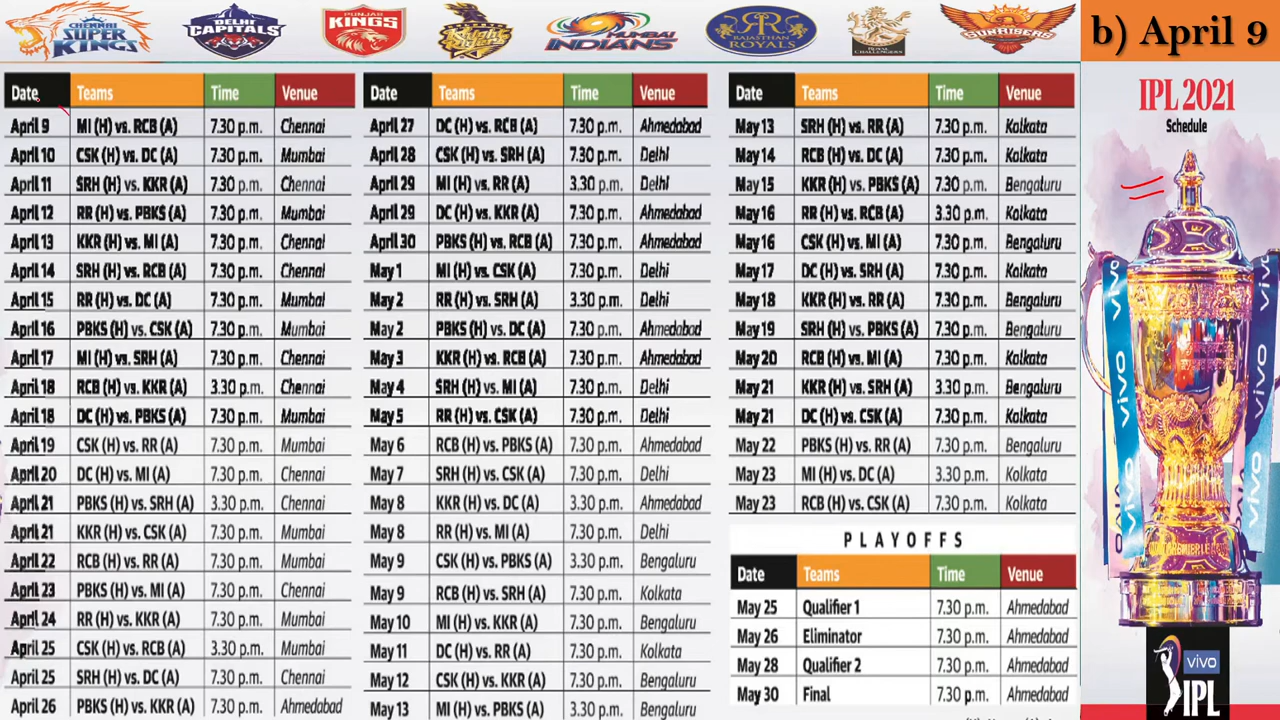 CHENNAI SUPER KINGS
DELHI CAPITALS
PUNJAB KINGS
Knight Riders
MUMBAI INDIANS
RAJASTHAN ROYALS
ROYAL CHALLENGERS
SUNRISERS
b) April 9
IPL 2021
Schedule
Date Teams Time Venue
April 9 MI (H) vs. RCB (A) 7.30 p.m. Chennai
April 10 CSK (H) vs. DC (A) 7.30 p.m. Mumbai
April 11 SRH (H) vs. KKR (A) 7.30 p.m. Chennai
April 12 RR (H) vs. PBKS (A) 7.30 p.m. Mumbai
April 13 KKR (H) vs. MI (A) 7.30 p.m. Chennai
April 14 SRH (H) vs. RCB (A) 7.30 p.m. Chennai
April 15 RR (H) vs. DC (A) 7.30 p.m. Mumbai
April 16 PBKS (H) vs. CSK (A) 7.30 p.m. Mumbai
April 17 MI (H) vs. SRH (A) 7.30 p.m. Chennai
April 18 RCB (H) vs. KKR (A) 3.30 p.m. Chennai
April 18 DC (H) vs. PBKS (A) 7.30 p.m. Mumbai
April 19 CSK (H) vs. RR (A) 7.30 p.m. Mumbai
April 20 DC (H) vs. MI (A) 7.30 p.m. Chennai
April 21 PBKS (H) vs. SRH (A) 3.30 p.m. Chennai
April 21 KKR (H) vs. CSK (A) 7.30 p.m. Mumbai
April 22 RCB (H) vs. RR (A) 7.30 p.m. Mumbai
April 23 PBKS (H) vs. MI (A) 7.30 p.m. Chennai
April 24 RR (H) vs. KKR (A) 7.30 p.m. Mumbai
April 25 CSK (H) vs. RCB (A) 3.30 p.m. Mumbai
April 25 SRH (H) vs. DC (A) 7.30 p.m. Chennai
April 26 PBKS (H) vs. KKR (A) 7.30 p.m. Ahmedabad
Date Teams Time Venue
April 27 DC (H) vs. RCB (A) 7.30 p.m. Ahmedabad
April 28 CSK (H) vs. SRH (A) 7.30 p.m. Delhi
April 29 MI (H) vs. RR (A) 3.30 p.m. Delhi
April 29 DC (H) vs. KKR (A) 7.30 p.m. Ahmedabad
April 30 PBKS (H) vs. RCB (A) 7.30 p.m. Ahmedabad
May 1 MI (H) vs. CSK (A) 7.30 p.m. Delhi
May 2 RR (H) vs. SRH (A) 3.30 p.m. Delhi
May 2 PBKS (H) vs. DC (A) 7.30 p.m. Ahmedabad
May 3 KKR (H) vs. RCB (A) 7.30 p.m. Ahmedabad
May 4 SRH (H) vs. MI (A) 7.30 p.m. Delhi
May 5 RR (H) vs. CSK (A) 7.30 p.m. Delhi
May 6 RCB (H) vs. PBKS (A) 7.30 p.m. Ahmedabad
May 7 SRH (H) vs. CSK (A) 7.30 p.m. Delhi
May 8 KKR (H) vs. DC (A) 3.30 p.m. Ahmedabad
May 8 RR (H) vs. MI (A) 7.30 p.m. Delhi
May 9 CSK (H) vs. PBKS (A) 3.30 p.m. Bengaluru
May 9 RCB (H) vs. SRH (A) 7.30 p.m. Kolkata
May 10 MI (H) vs. KKR (A) 7.30 p.m. Bengaluru
May 11 DC (H) vs. RR (A) 7.30 p.m. Kolkata
May 12 CSK (H) vs. KKR (A) 7.30 p.m. Bengaluru
May 13 MI (H) vs. PBKS (A) 3.30 p.m. Bengaluru
Date Teams Time Venue
May 13 SRH (H) vs. RR (A) 7.30 p.m. Kolkata
May 14 RCB (H) vs. DC (A) 7.30 p.m. Kolkata
May 15 KKR (H) vs. PBKS (A) 7.30 p.m. Bengaluru
May 16 RR (H) vs. RCB (A) 3.30 p.m. Kolkata
May 16 CSK (H) vs. MI (A) 7.30 p.m. Bengaluru
May 17 DC (H) vs. SRH (A) 7.30 p.m. Kolkata
May 18 KKR (H) vs. RR (A) 7.30 p.m. Bengaluru
May 19 SRH (H) vs. PBKS (A) 7.30 p.m. Bengaluru
May 20 RCB (H) vs. MI (A) 7.30 p.m. Kolkata
May 21 KKR (H) vs. SRH (A) 3.30 p.m. Bengaluru
May 21 DC (H) vs. CSK (A) 7.30 p.m. Kolkata
May 22 PBKS (H) vs. RR (A) 7.30 p.m. Bengaluru
May 23 MI (H) vs. DC (A) 3.30 p.m. Kolkata
May 23 RCB (H) vs. CSK (A) 7.30 p.m. Kolkata
PLAYOFFS
Date Teams Time Venue
May 25 Qualifier 1 7.30 p.m. Ahmedabad
May 26 Eliminator 7.30 p.m. Ahmedabad
May 28 Qualifier 2 7.30 p.m. Ahmedabad
May 30 Final 7.30 p.m. Ahmedabad
VIVO
VIVO
VIVO
VIVO
VIVO
VIVO
vivo
IPL